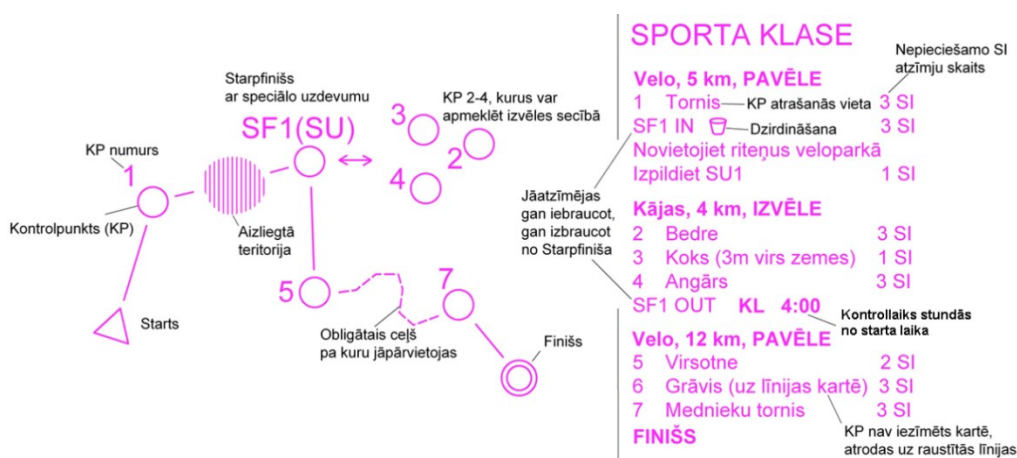 Starpfinišs
ar speciālo uzdevumu
SF1(SU)
KP 2-4, kurus var
apmeklēt izvēles secībā
3
2
4
KP numurs
1
Kontrolpunkts (KP)
Aizliegtā
teritorija
Starts
5
7
Obligātais ceļš
pa kuru jāpārvietojas
Finišs
Jāatzīmējas
gan iebraucot,
gan izbraucot
no Starpfiniša
SPORTA KLASE
Nepieciešamo SI
atzīmju skaits
Velo, 5 km, PAVĒLE
1 Tornis KP atrašanās vieta 3 SI
SF1 IN Dzirdināšana 3 SI
Novietojiet riteņus veloparkā
Izpildiet SU1 1 SI
Kājas, 4 km, IZVĒLE
2 Bedre 3 SI
3 Koks (3m virs zemes) 1 SI
4 Angārs 3 SI
SF1 OUT KL 4:00
Kontrollaiks stundās
no starta laika
Velo, 12 km, PAVĒLE
5 Virsotne 2 SI
6 Grāvis (uz līnijas kartē) 3 SI
7 Mednieku tornis 3 SI
FINIŠS
KP nav iezīmēts kartē,
atrodas uz raustītās līnijas